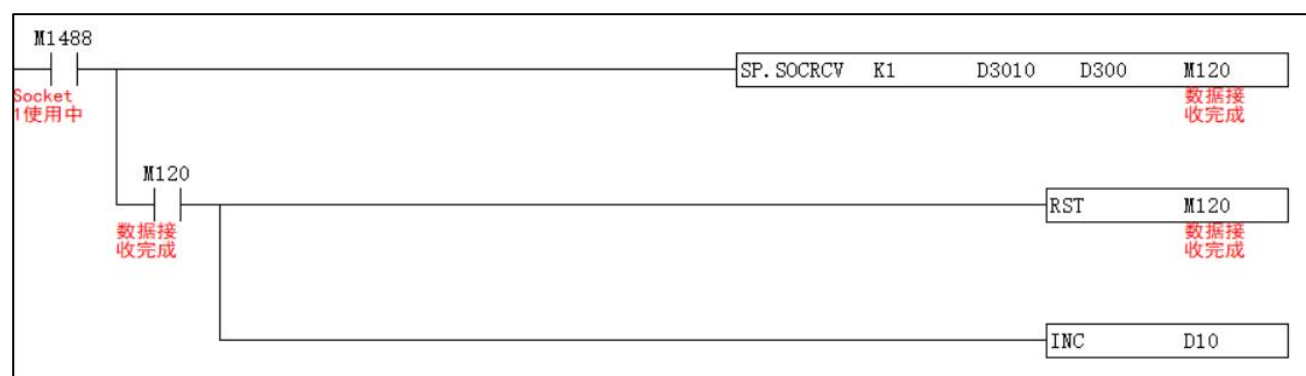 M1488
SP.SOCRCV K1 D3010 D300 M120
Socket
1使用中
数据接
收完成
M120
RST M120
数据接
收完成
数据接
收完成
INC D10